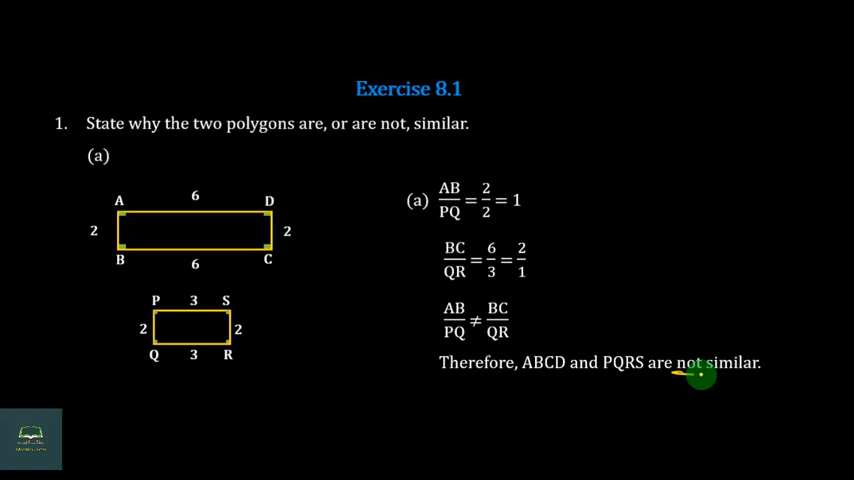 Exercise 8.1
1. State why the two polygons are, or are not, similar.
(a)
6
A D
2 2
B C
6
P 3 S
2 2
Q 3 R
(a) AB/PQ = 2/2 = 1
BC/QR = 6/3 = 2/1
AB/PQ ≠ BC/QR
Therefore, ABCD and PQRS are not similar.